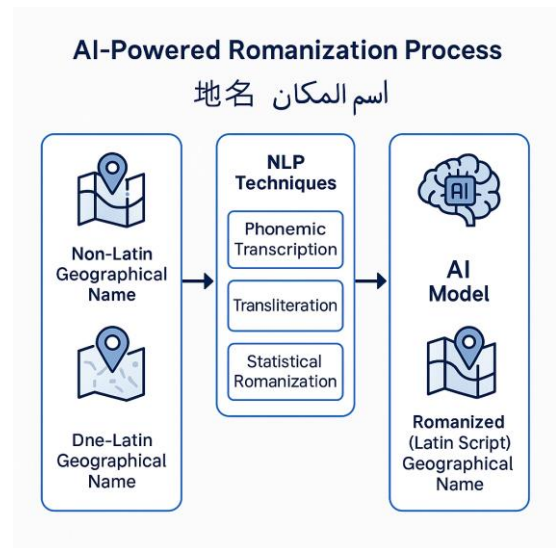 AI-Powered Romanization Process
地名 اسم المكان
Non-Latin
Geographical
Name
Dne-Latin
Geographical
Name
NLP
Techniques
Phonemic
Transcription
Transliteration
Statistical
Romanization
AI
AI
Model
Romanized
(Latin Script)
Geographical
Name